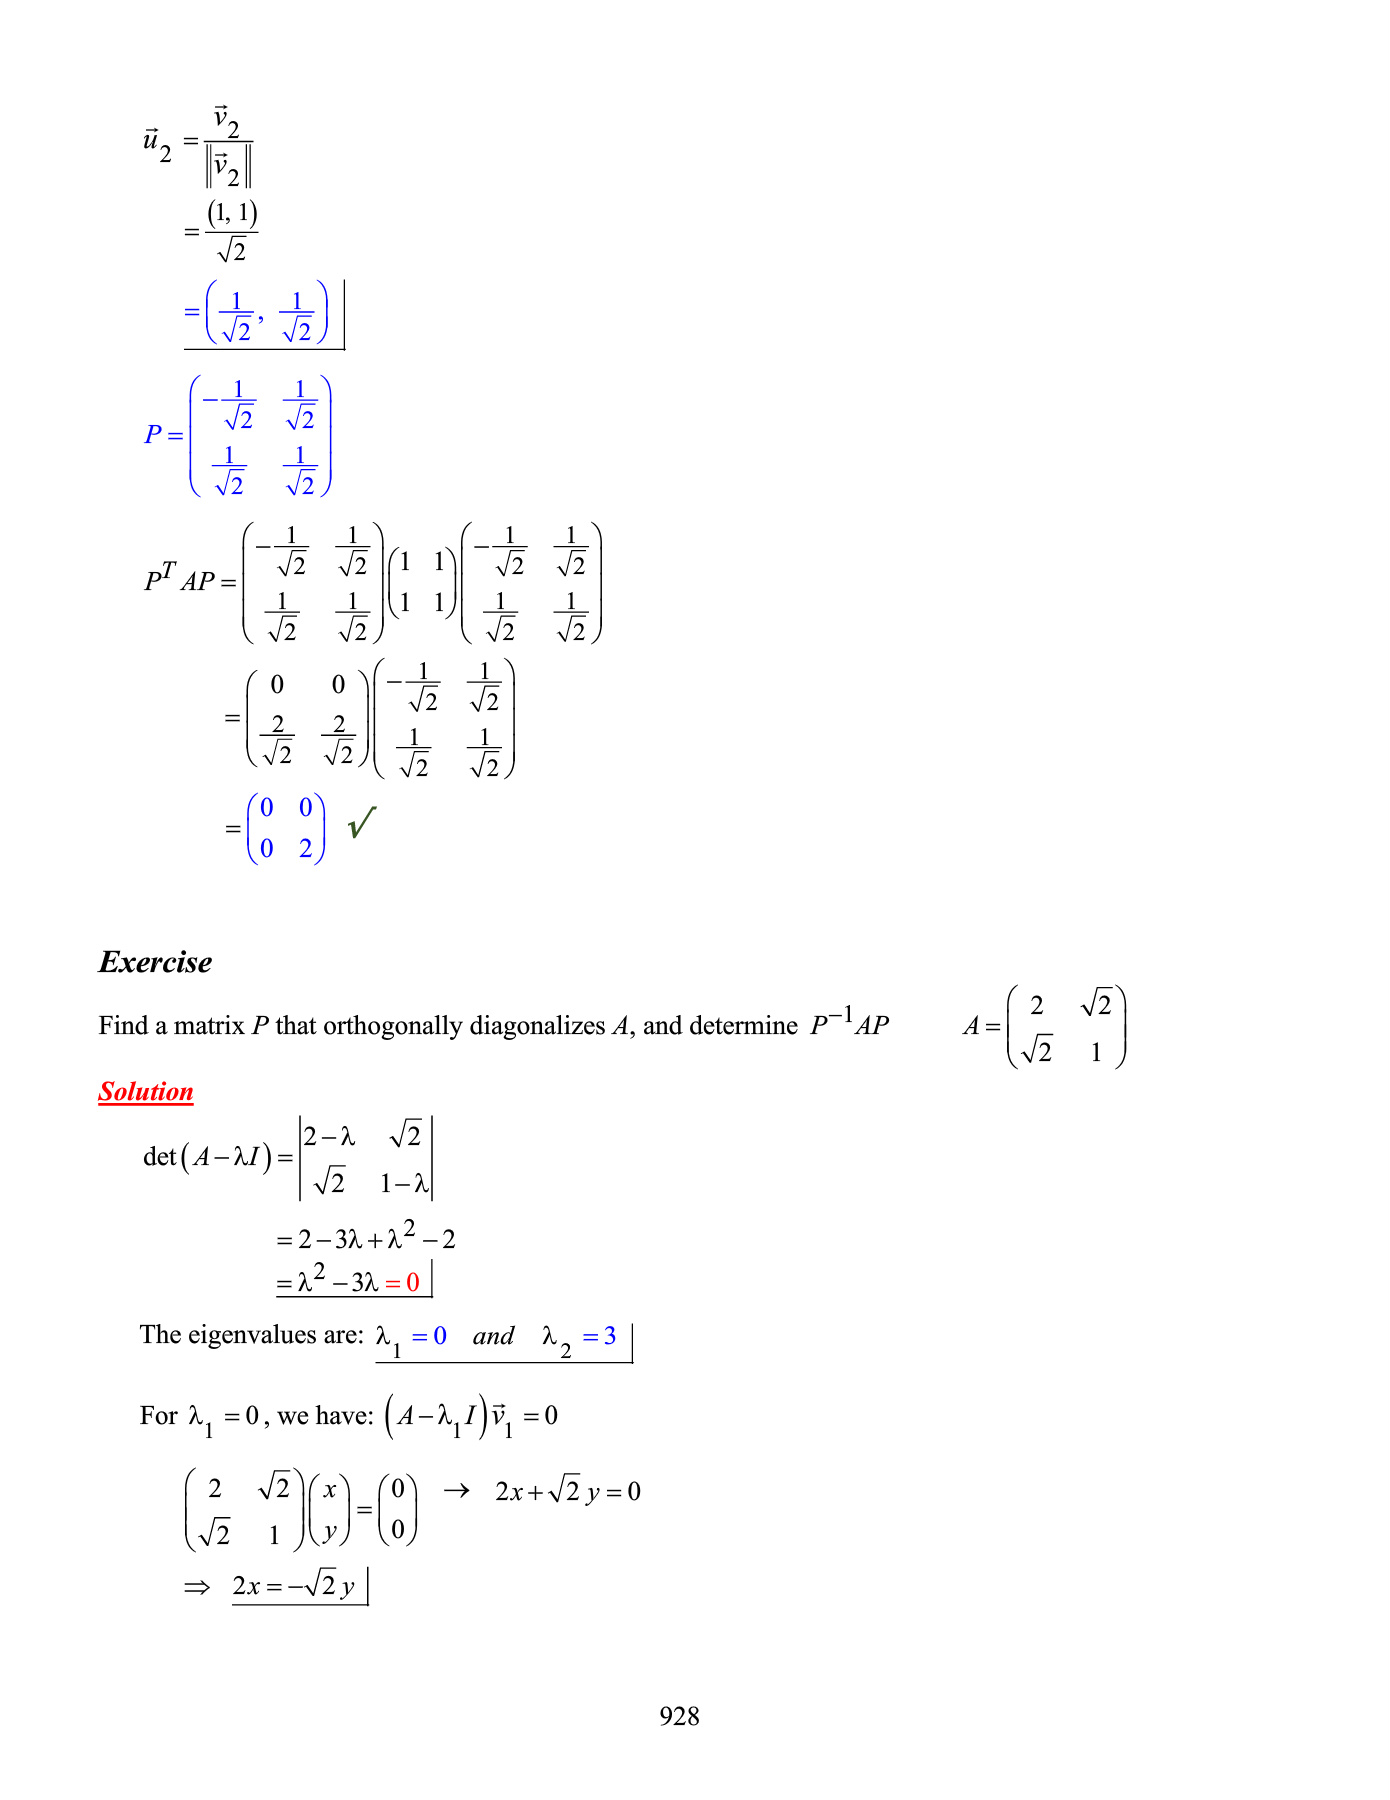 $\vec{u}_2 = \frac{\vec{v}_2}{\left\|\vec{v}_2\right\|}$
$= \frac{(1,\ 1)}{\sqrt{2}}$
$= \left(\frac{1}{\sqrt{2}},\ \frac{1}{\sqrt{2}}\right)$
$P = \begin{pmatrix} -\frac{1}{\sqrt{2}} & \frac{1}{\sqrt{2}} \\ \frac{1}{\sqrt{2}} & \frac{1}{\sqrt{2}} \end{pmatrix}$
$P^T AP = \begin{pmatrix} -\frac{1}{\sqrt{2}} & \frac{1}{\sqrt{2}} \\ \frac{1}{\sqrt{2}} & \frac{1}{\sqrt{2}} \end{pmatrix} \begin{pmatrix} 1 & 1 \\ 1 & 1 \end{pmatrix} \begin{pmatrix} -\frac{1}{\sqrt{2}} & \frac{1}{\sqrt{2}} \\ \frac{1}{\sqrt{2}} & \frac{1}{\sqrt{2}} \end{pmatrix}$
$= \begin{pmatrix} 0 & 0 \\ \frac{2}{\sqrt{2}} & \frac{2}{\sqrt{2}} \end{pmatrix} \begin{pmatrix} -\frac{1}{\sqrt{2}} & \frac{1}{\sqrt{2}} \\ \frac{1}{\sqrt{2}} & \frac{1}{\sqrt{2}} \end{pmatrix}$
$= \begin{pmatrix} 0 & 0 \\ 0 & 2 \end{pmatrix}$ √
Exercise
Find a matrix P that orthogonally diagonalizes A, and determine $P^{-1}AP$ $A = \begin{pmatrix} 2 & \sqrt{2} \\ \sqrt{2} & 1 \end{pmatrix}$
Solution
$\det(A - \lambda I) = \begin{vmatrix} 2-\lambda & \sqrt{2} \\ \sqrt{2} & 1-\lambda \end{vmatrix}$
$= 2 - 3\lambda + \lambda^2 - 2$
$= \lambda^2 - 3\lambda = 0$
The eigenvalues are: $\lambda_1 = 0$ and $\lambda_2 = 3$
For $\lambda_1 = 0$, we have: $(A - \lambda_1 I)\vec{v}_1 = 0$
$\begin{pmatrix} 2 & \sqrt{2} \\ \sqrt{2} & 1 \end{pmatrix} \begin{pmatrix} x \\ y \end{pmatrix} = \begin{pmatrix} 0 \\ 0 \end{pmatrix} \rightarrow 2x + \sqrt{2}\,y = 0$
$\Rightarrow 2x = -\sqrt{2}\,y$
928